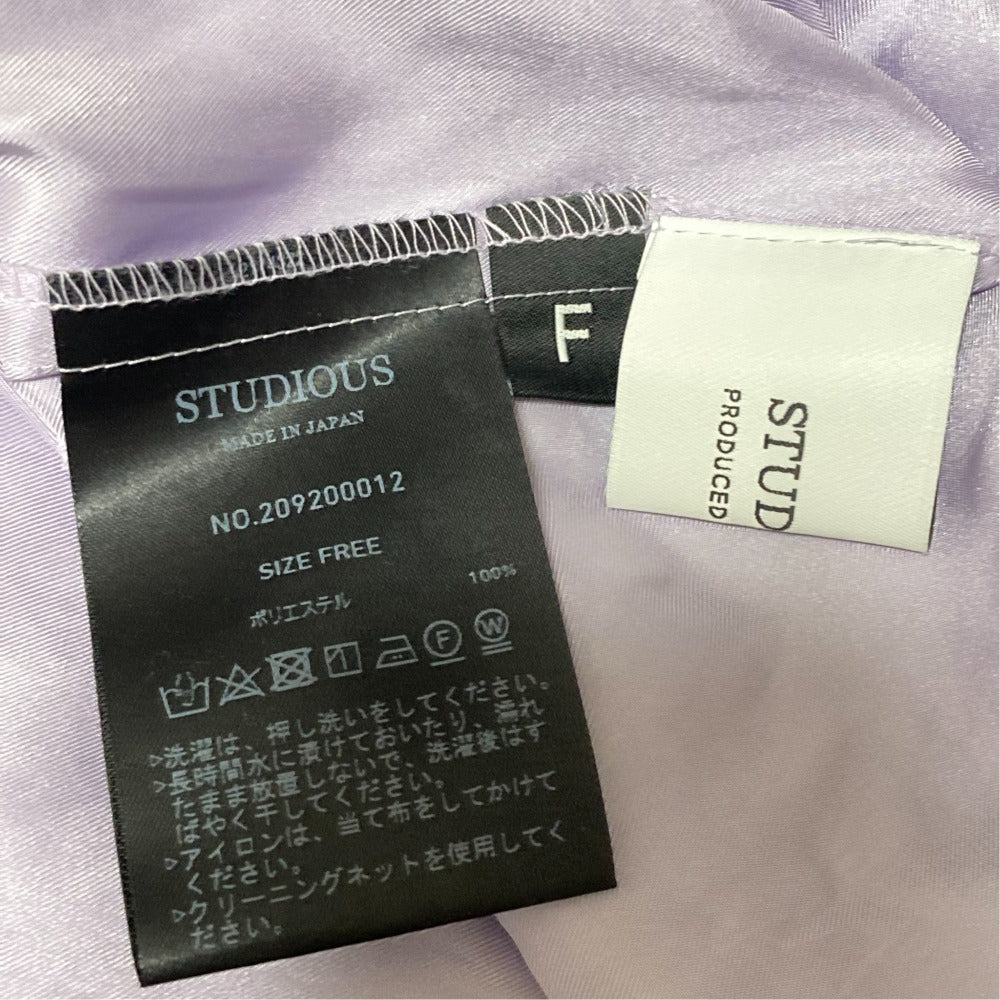 STUDIOUS
MADE IN JAPAN
NO.209200012
SIZE FREE
100%
ポリエステル
F
W
▷洗濯は、押し洗いをしてください。
▷長時間水に漬けておいたり、濡れ
たまま放置しないで、洗濯後はす
ばやく干してください。
▷アイロンは、当て布をしてかけて
ください。
▷クリーニングネットを使用してく
ださい。
F
STUD
PRODUCED